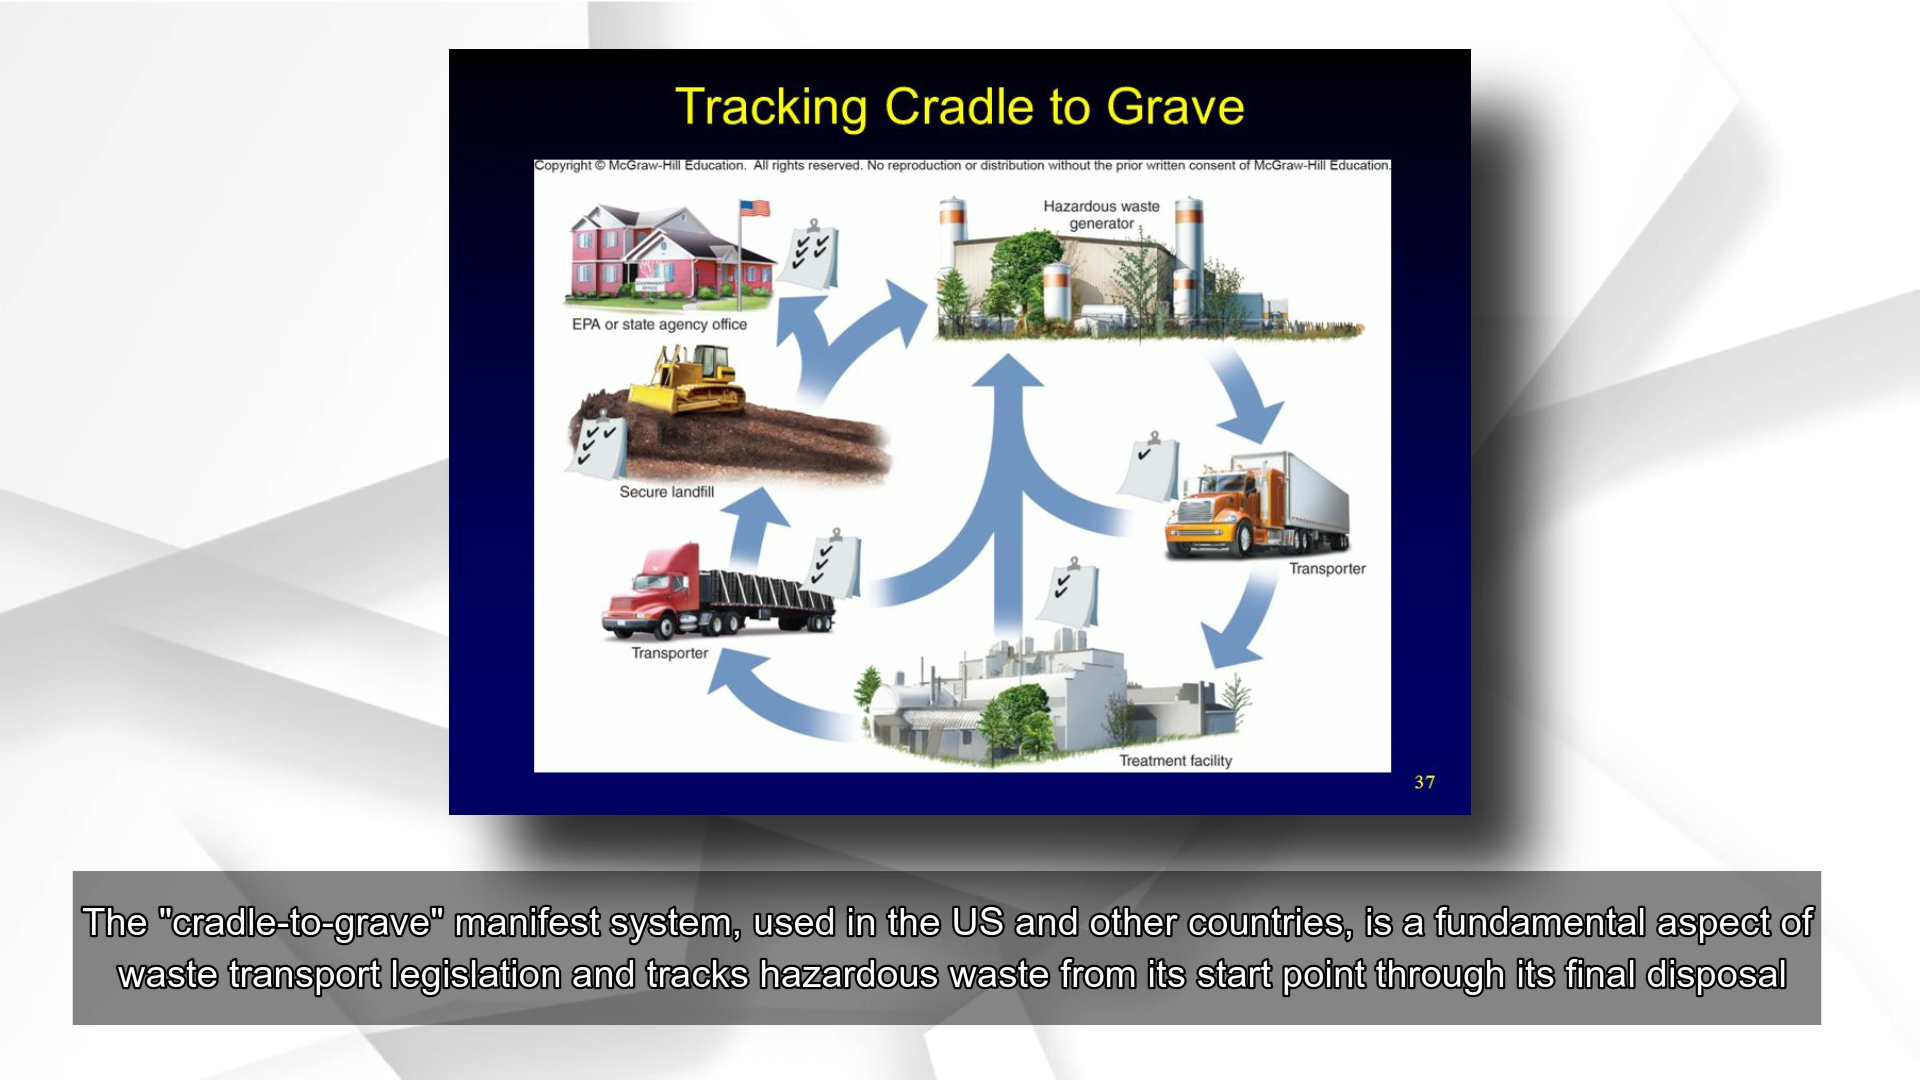 Tracking Cradle to Grave
Copyright © McGraw-Hill Education. All rights reserved. No reproduction or distribution without the prior written consent of McGraw-Hill Education.
Hazardous waste
generator
GOVERNMENT
OFFICE
EPA or state agency office
Secure landfill
Transporter
Transporter
Treatment facility
37
The "cradle-to-grave" manifest system, used in the US and other countries, is a fundamental aspect of
waste transport legislation and tracks hazardous waste from its start point through its final disposal